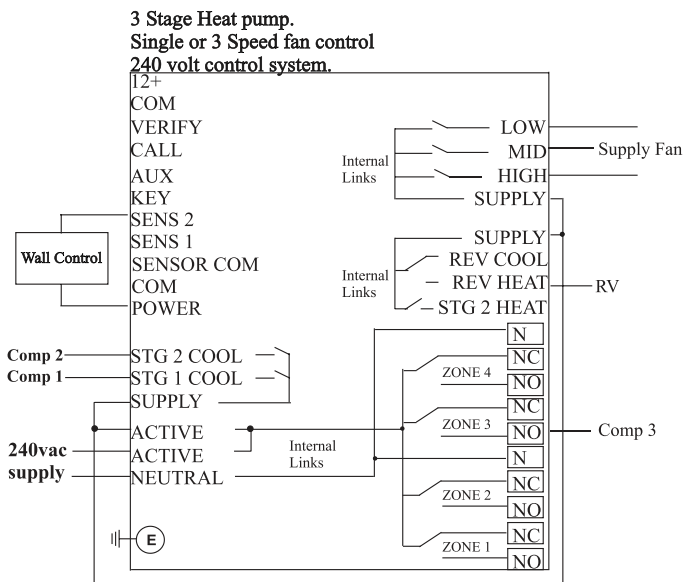 3 Stage Heat pump.
Single or 3 Speed fan control
240 volt control system.
12+
COM
VERIFY
CALL
AUX
KEY
SENS 2
SENS 1
SENSOR COM
COM
POWER
Wall Control
Internal
Links
LOW
MID
HIGH
SUPPLY
Supply Fan
Internal
Links
SUPPLY
REV COOL
REV HEAT
STG 2 HEAT
RV
Comp 2
Comp 1
STG 2 COOL
STG 1 COOL
SUPPLY
ACTIVE
ACTIVE
NEUTRAL
240vac
supply
Internal
Links
E
N
NC
ZONE 4
NO
NC
ZONE 3
NO
Comp 3
N
NC
ZONE 2
NO
NC
ZONE 1
NO